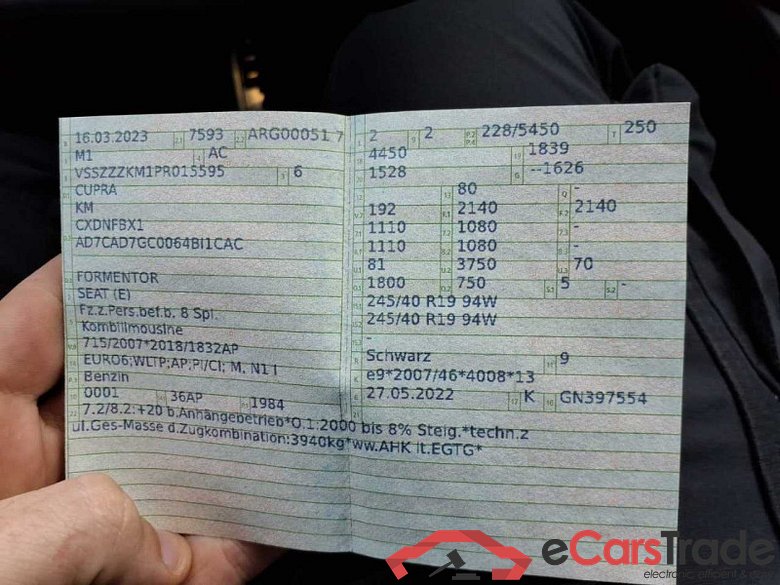 16.03.2023 7593 ARG00051 7
M1 AC
VSSZZZKM1PR015595 6
CUPRA
KM
CXDNFBX1
AD7CAD7GC0064BI1CAC
FORMENTOR
SEAT (E)
Fz.z.Pers.bef.b. 8 Spl.
Kombilimousine
715/2007*2018/1832AP
EURO6;WLTP;AP;PI/CI; M, N1 I
Benzin
0001 36AP 1984
7.2/8.2:+20 b.Anhängebetrieb*O.1:2000 bis 8% Steig.*techn.z
ul.Ges-Masse d.Zugkombination:3940kg*ww.AHK lt.EGTG*
2 2 228/5450 250
4450 1839
1528 --1626
80 -
192 2140 2140
1110 1080 -
1110 1080 -
81 3750 70
1800 750 5 -
245/40 R19 94W
245/40 R19 94W
-
Schwarz 9
e9*2007/46*4008*13
27.05.2022 K GN397554
eCarsTrade